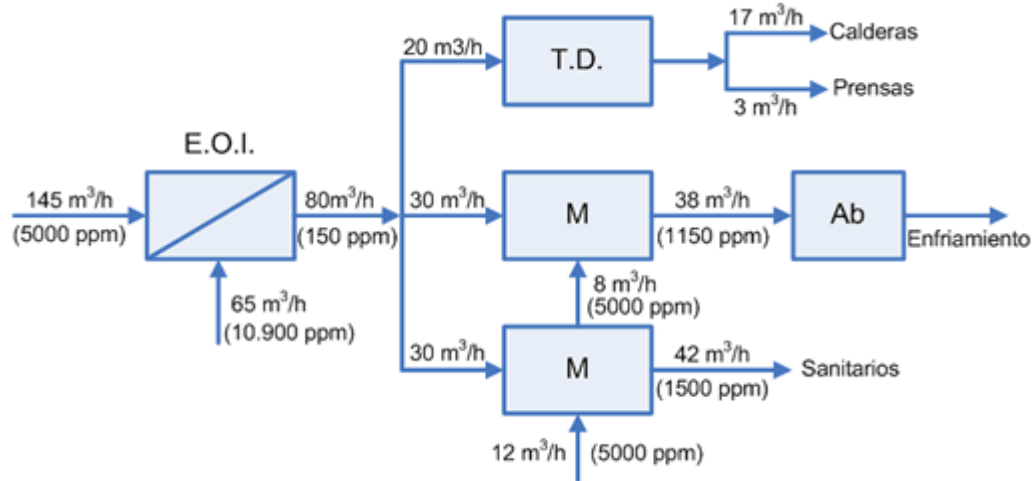 17 m³/h
Calderas
20 m3/h
T.D.
Prensas
3 m³/h
E.O.I.
145 m³/h
(5000 ppm)
80m³/h
(150 ppm)
30 m³/h
M
38 m³/h
(1150 ppm)
Ab
Enfriamiento
65 m³/h
(10.900 ppm)
8 m³/h
(5000 ppm)
30 m³/h
M
42 m³/h
(1500 ppm)
Sanitarios
12 m³/h
(5000 ppm)